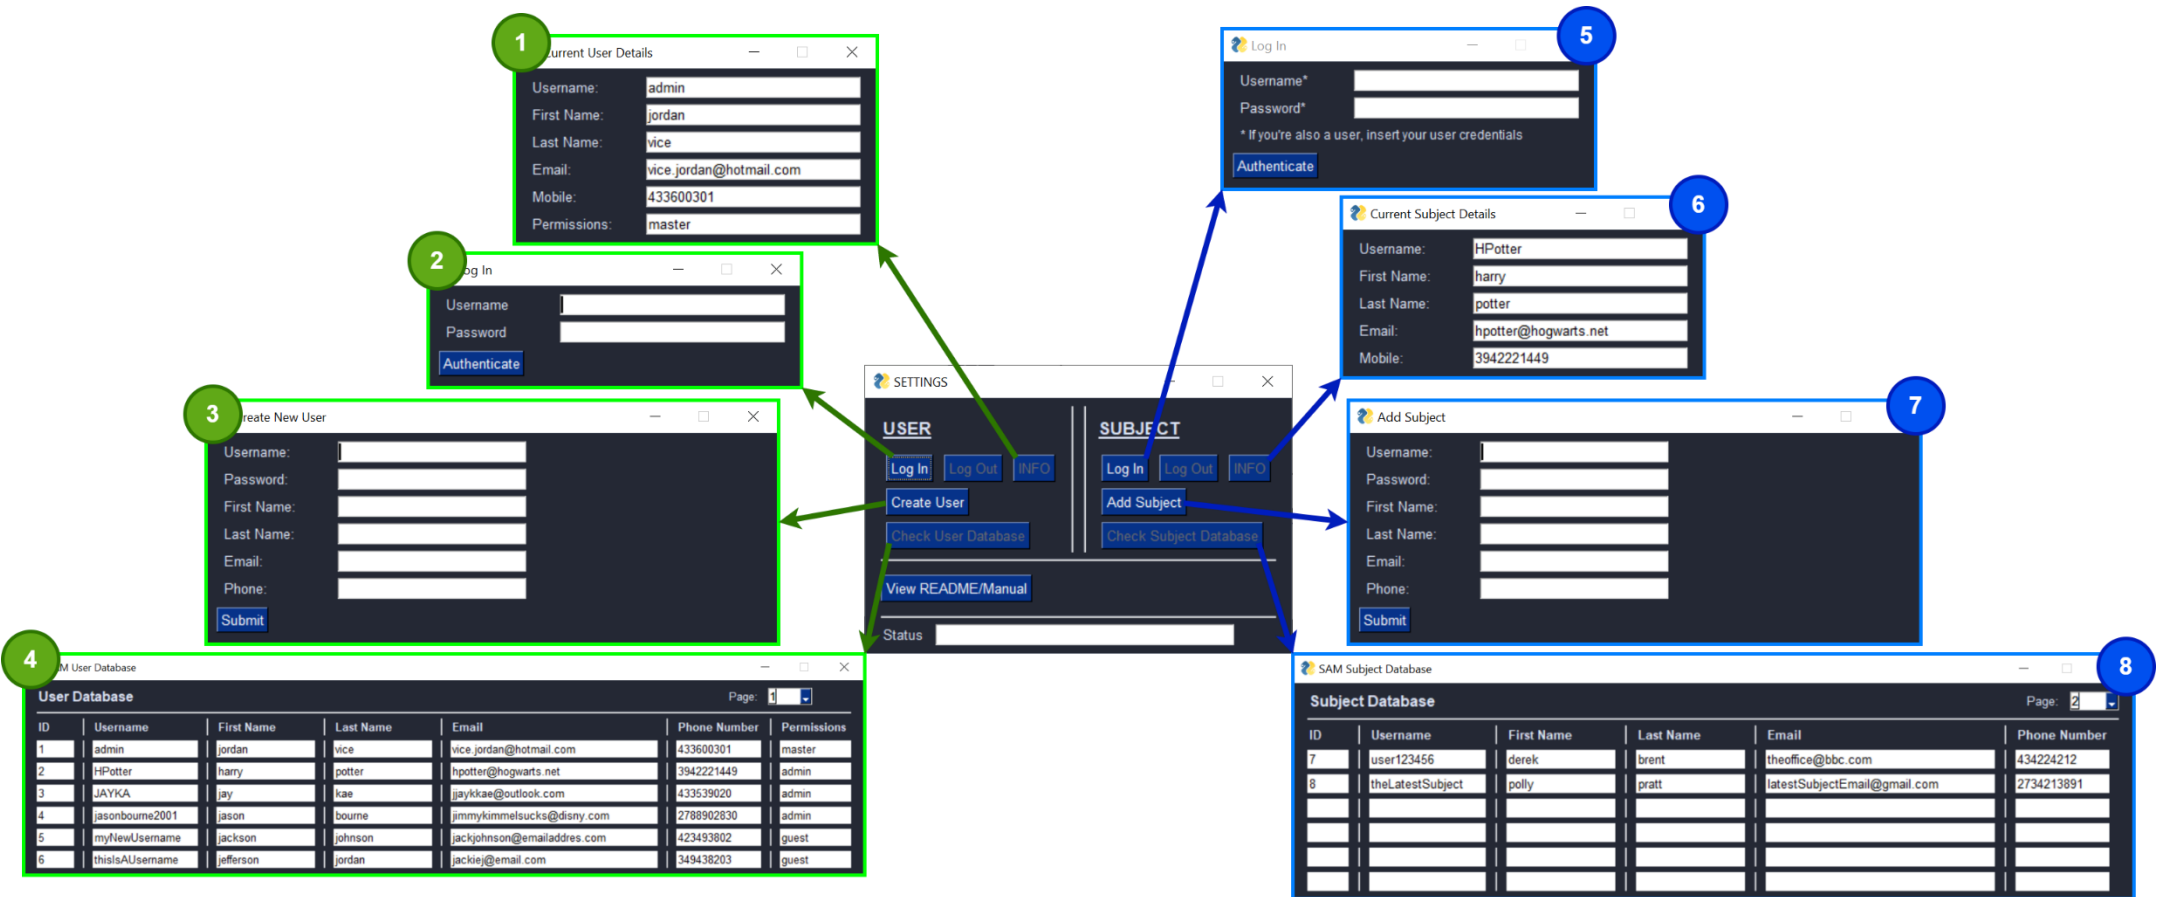 1
Current User Details
Username: admin
First Name: jordan
Last Name: vice
Email: vice.jordan@hotmail.com
Mobile: 433600301
Permissions: master
2
Log In
Username
Password
Authenticate
3
Create New User
Username:
Password:
First Name:
Last Name:
Email:
Phone:
Submit
4
SAM User Database
User Database Page: 1
ID Username First Name Last Name Email Phone Number Permissions
1 admin jordan vice vice.jordan@hotmail.com 433600301 master
2 HPotter harry potter hpotter@hogwarts.net 3942221449 admin
3 JAYKA jay kae jjaykkae@outlook.com 433539020 admin
4 jasonbourne2001 jason bourne jimmykimmelsucks@disny.com 2788902830 admin
5 myNewUsername jackson johnson jackjohnson@emailaddres.com 423493802 guest
6 thisIsAUsername jefferson jordan jackiej@email.com 349438203 guest
SETTINGS
USER
Log In Log Out INFO
Create User
Check User Database
SUBJECT
Log In Log Out INFO
Add Subject
Check Subject Database
View README/Manual
Status
5
Log In
Username*
Password*
* If you're also a user, insert your user credentials
Authenticate
6
Current Subject Details
Username: HPotter
First Name: harry
Last Name: potter
Email: hpotter@hogwarts.net
Mobile: 3942221449
7
Add Subject
Username:
Password:
First Name:
Last Name:
Email:
Phone:
Submit
8
SAM Subject Database
Subject Database Page: 2
ID Username First Name Last Name Email Phone Number
7 user123456 derek brent theoffice@bbc.com 434224212
8 theLatestSubject polly pratt latestSubjectEmail@gmail.com 2734213891